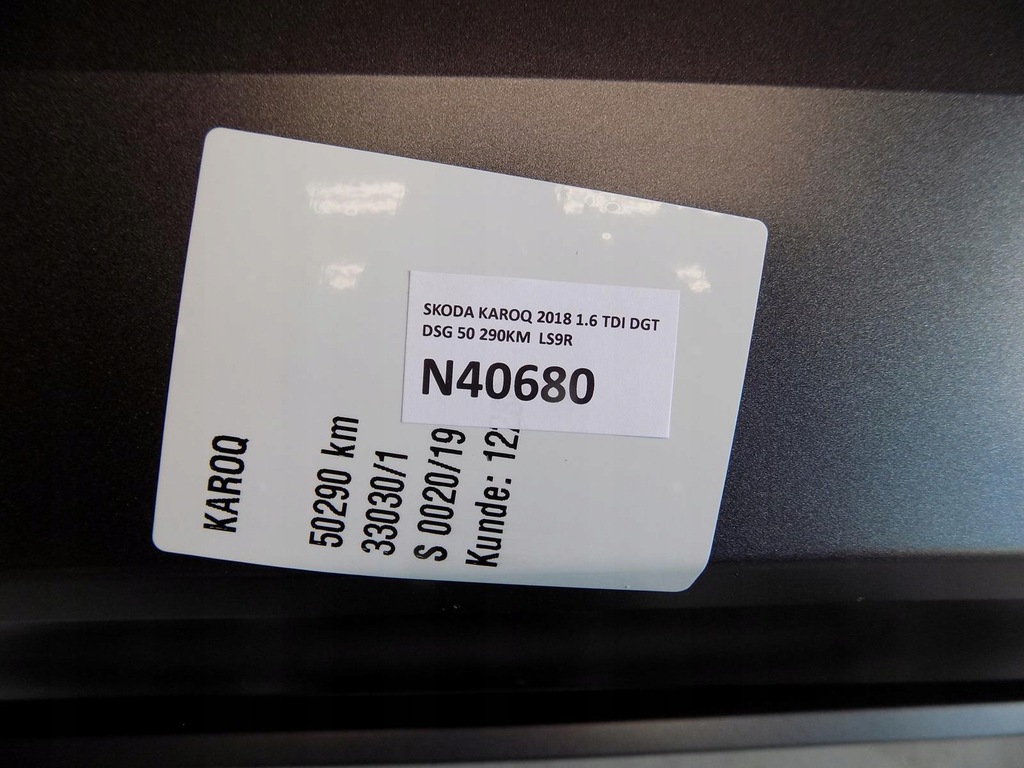 SKODA KAROQ 2018 1.6 TDI DGT
DSG 50 290KM LS9R
N40680
KAROQ
50290 km
33030/1
S 0020/19
Kunde: